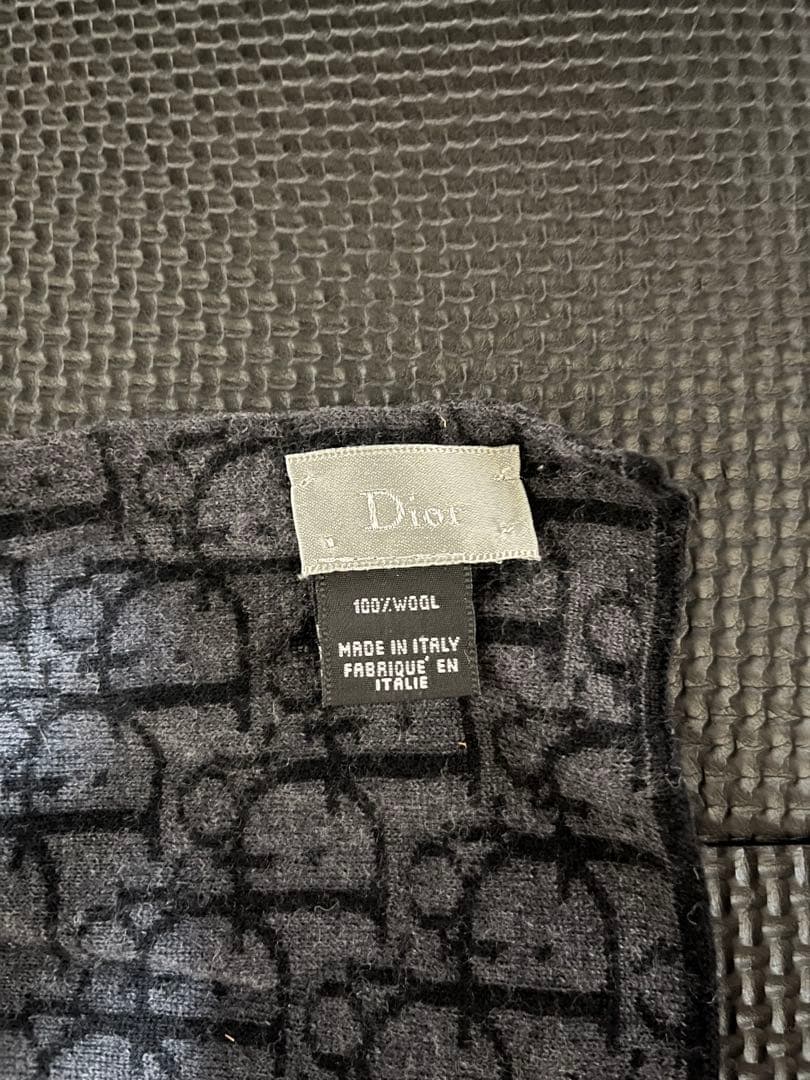 Dior
100% WOOL
MADE IN ITALY
FABRIQUE' EN
ITALIE